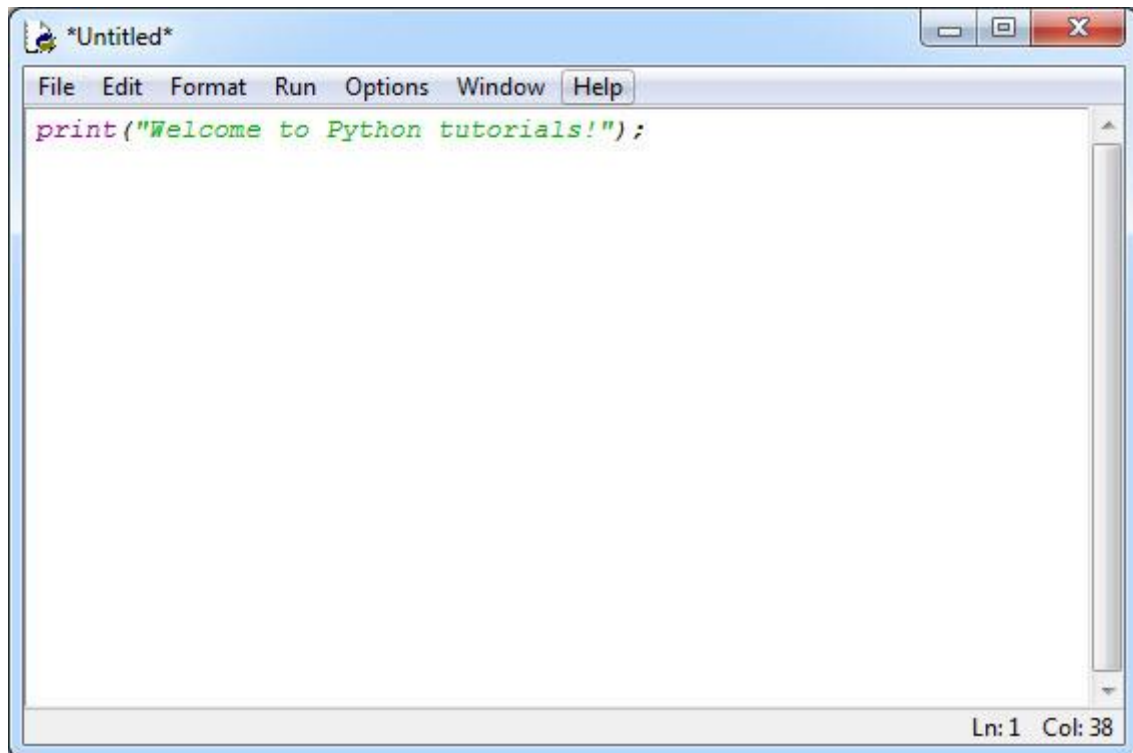 *Untitled*
File Edit Format Run Options Window Help
print("Welcome to Python tutorials!");
Ln: 1 Col: 38